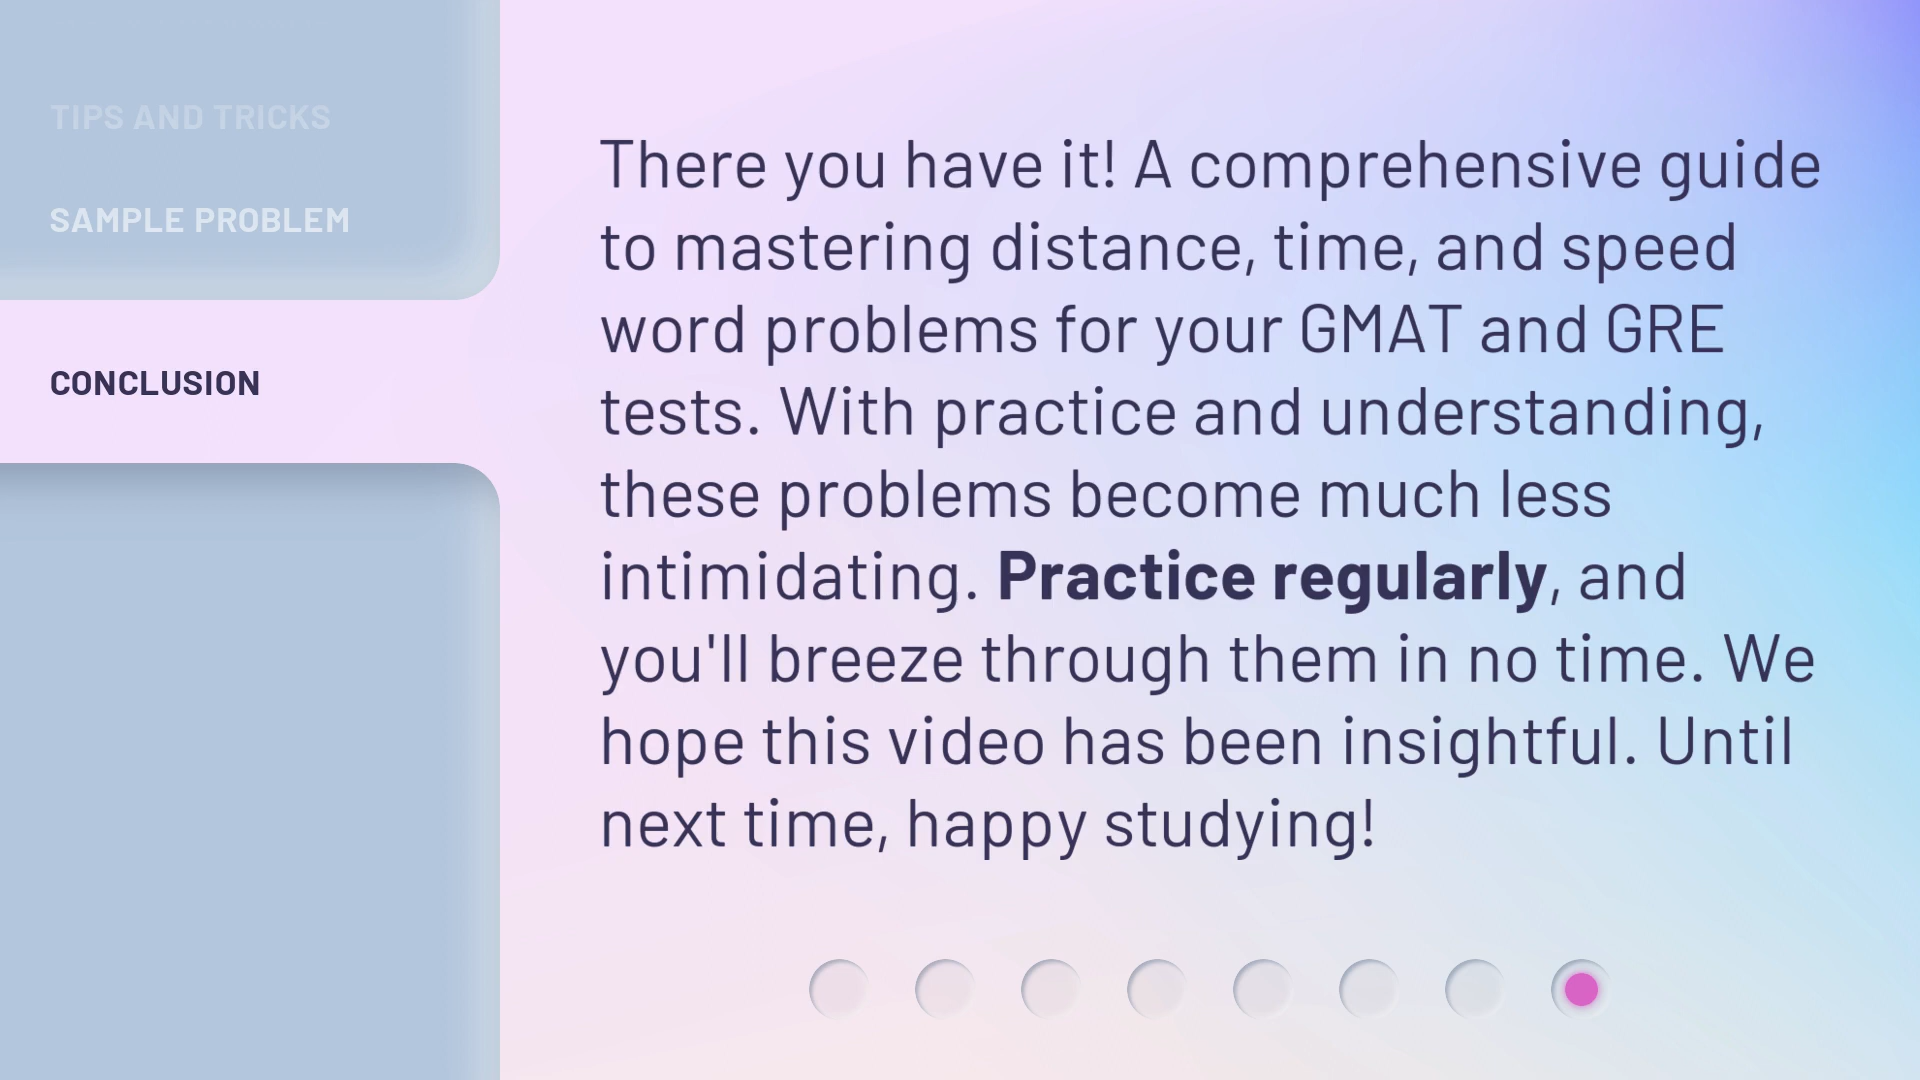 TIPS AND TRICKS
SAMPLE PROBLEM
CONCLUSION
There you have it! A comprehensive guide
to mastering distance, time, and speed
word problems for your GMAT and GRE
tests. With practice and understanding,
these problems become much less
intimidating. Practice regularly, and
you'll breeze through them in no time. We
hope this video has been insightful. Until
next time, happy studying!